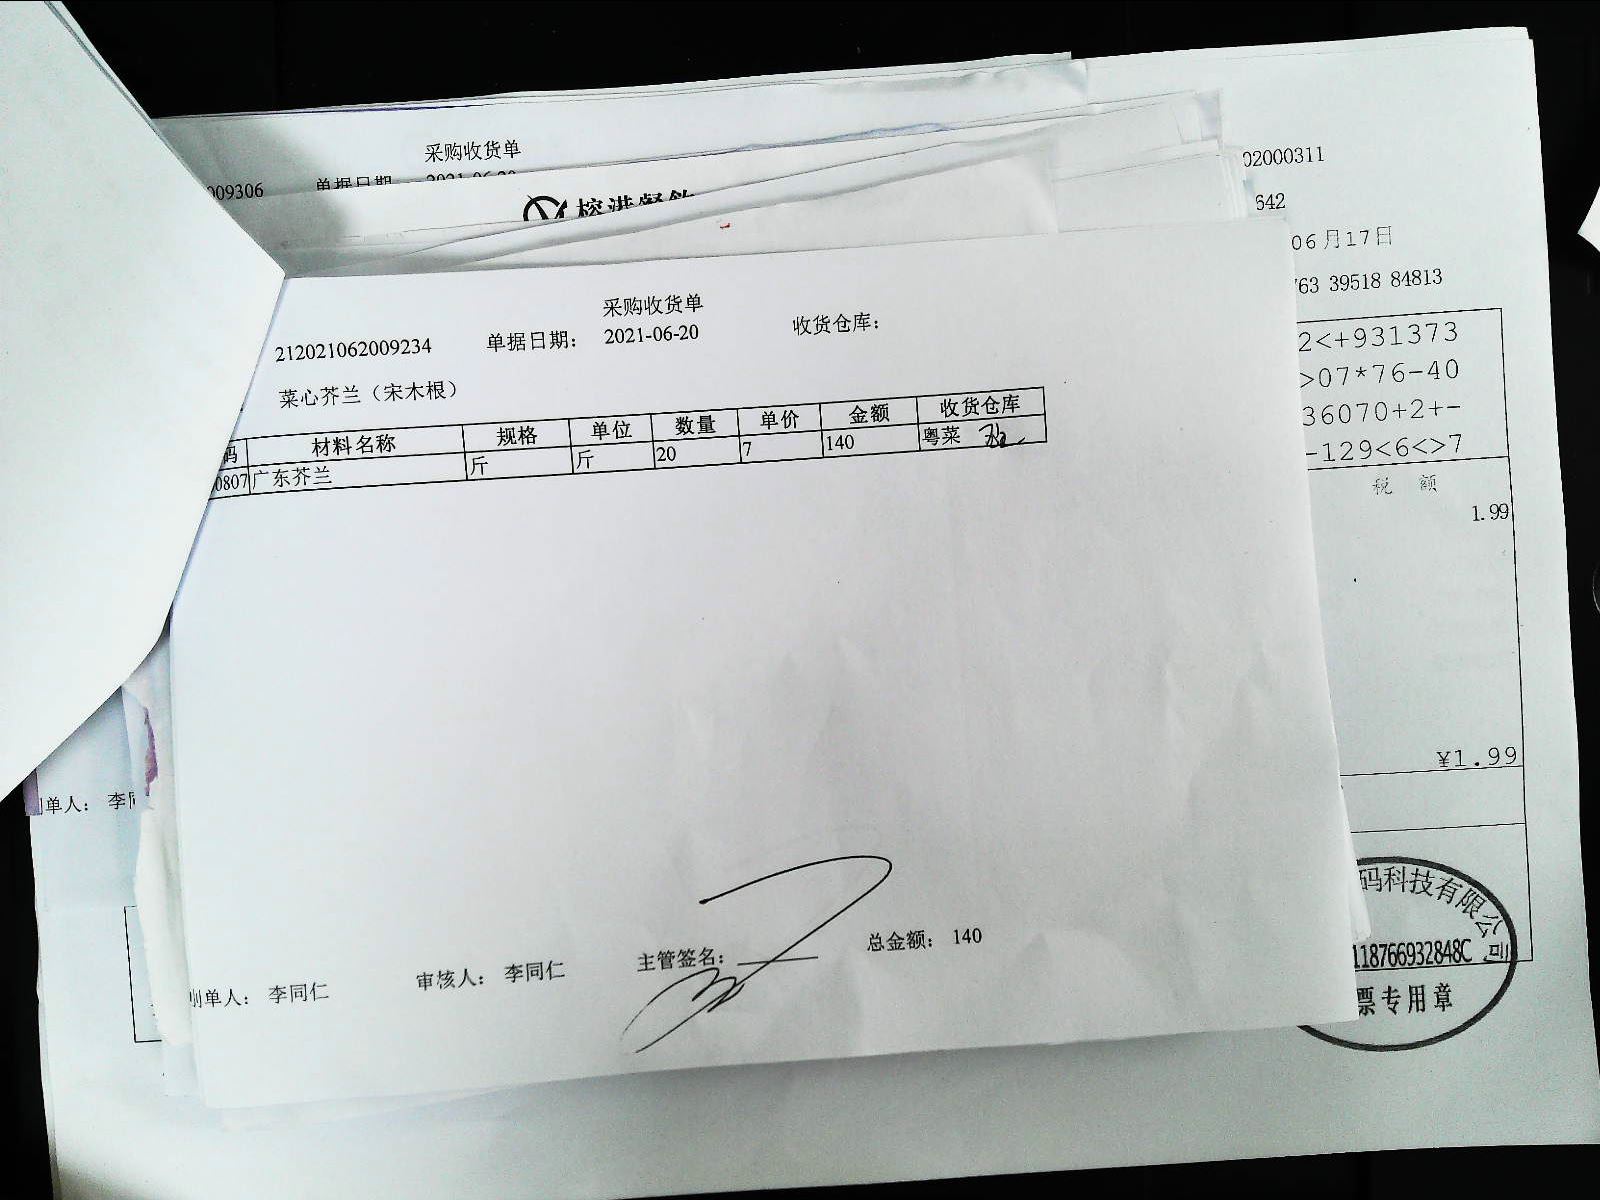 采购收货单
009306 单据日期
02000311
642
06月17日
763 39518 84813
2<+931373
>07*76-40
36070+2+-
-129<6<>7
税 额
1.99
¥1.99
码科技有限公司
118766932848C
票专用章
采购收货单
212021062009234 单据日期： 2021-06-20 收货仓库：
菜心芥兰（宋木根）
码 材料名称 规格 单位 数量 单价 金额 收货仓库
0807 广东芥兰 斤 斤 20 7 140 粤菜
制单人： 李同仁 审核人： 李同仁 主管签名： 总金额： 140
制单人： 李同